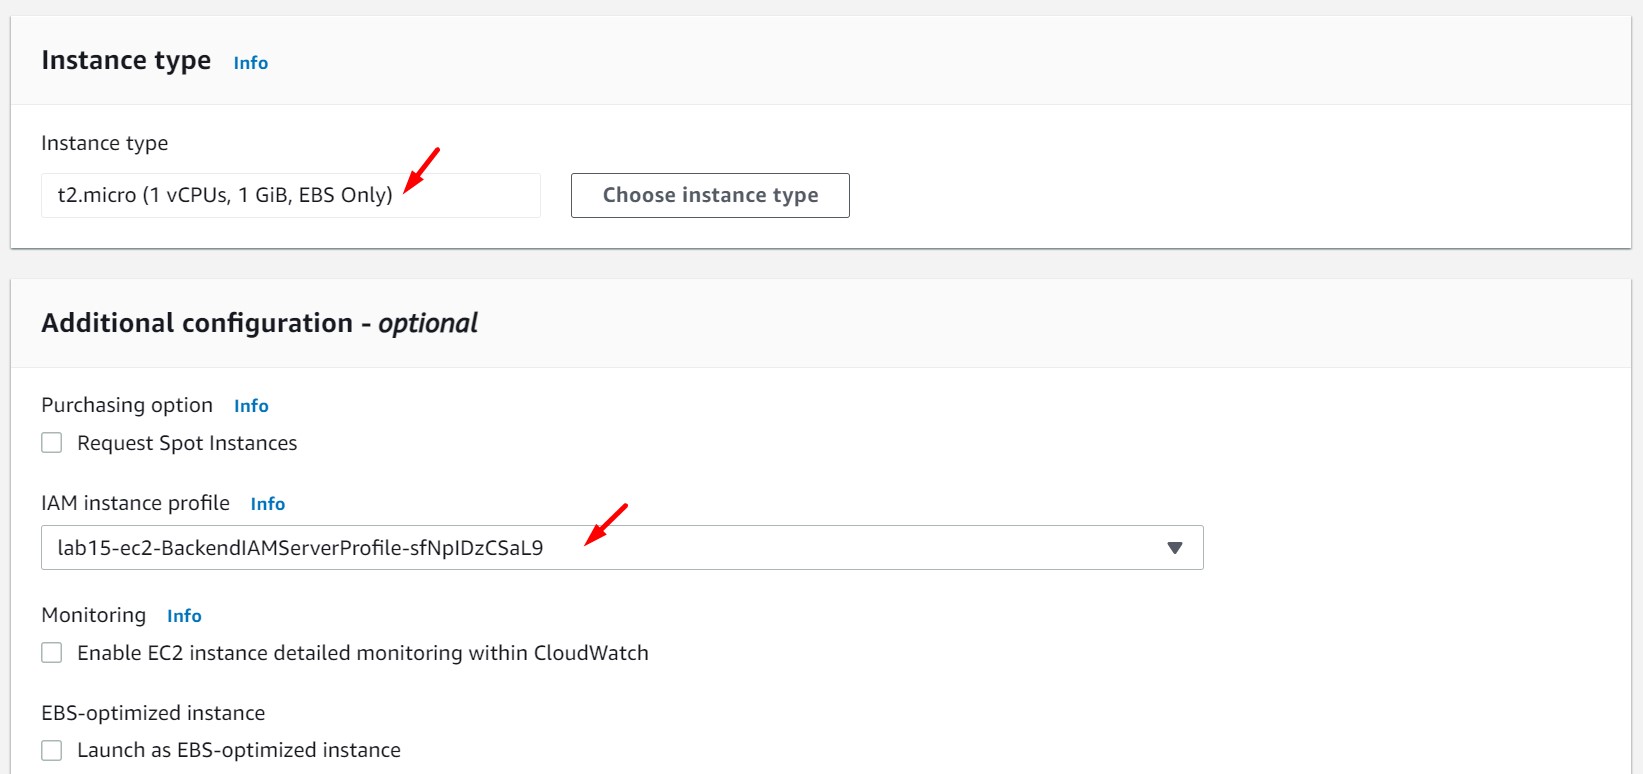 Instance type Info
Instance type
t2.micro (1 vCPUs, 1 GiB, EBS Only) Choose instance type
Additional configuration - optional
Purchasing option Info
Request Spot Instances
IAM instance profile Info
lab15-ec2-BackendIAMServerProfile-sfNpIDzCSaL9
Monitoring Info
Enable EC2 instance detailed monitoring within CloudWatch
EBS-optimized instance
Launch as EBS-optimized instance